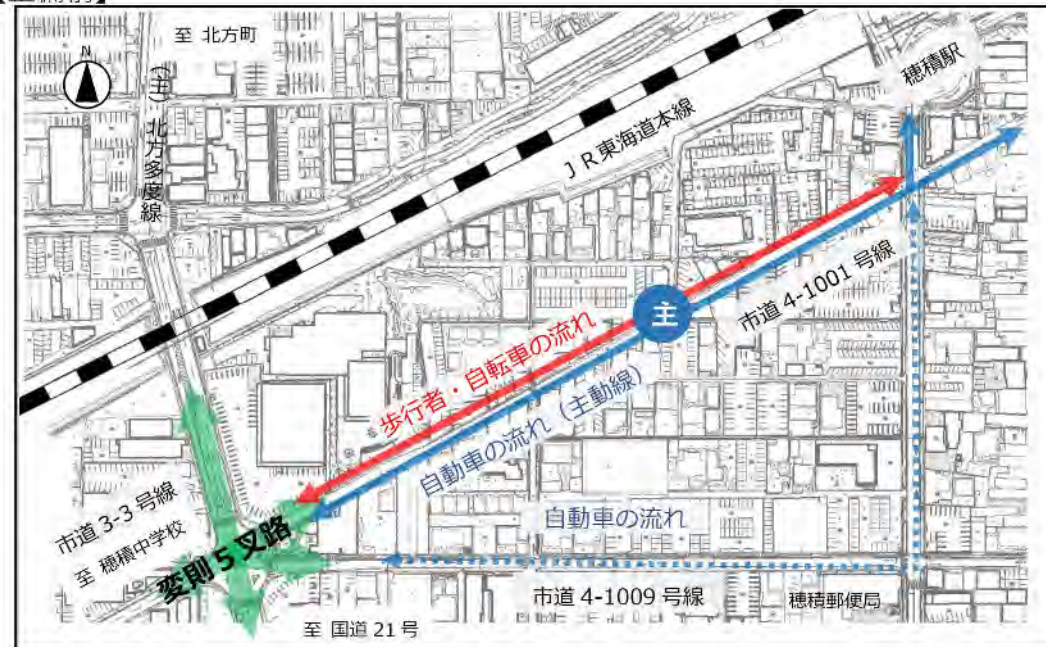 【整備前】
至 北方町
N
穂積駅
(主)北方多度線
JR東海本線
市道 4-1001 号線
主
歩行者・自転車の流れ
自動車の流れ（主動線）
市道 3-3 号線
至 穂積中学校
変則5叉路
自動車の流れ
市道 4-1009 号線
穂積郵便局
至 国道 21 号